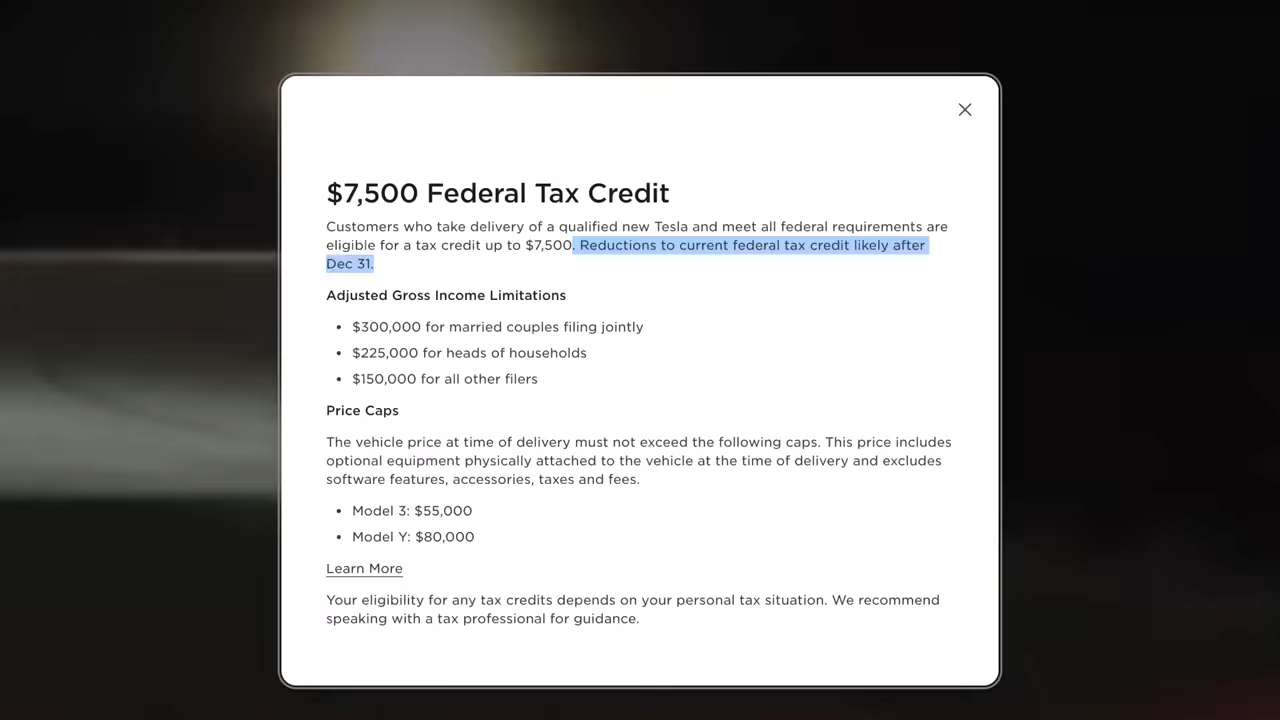 $7,500 Federal Tax Credit
Customers who take delivery of a qualified new Tesla and meet all federal requirements are
eligible for a tax credit up to $7,500. Reductions to current federal tax credit likely after
Dec 31.
Adjusted Gross Income Limitations
• $300,000 for married couples filing jointly
• $225,000 for heads of households
• $150,000 for all other filers
Price Caps
The vehicle price at time of delivery must not exceed the following caps. This price includes
optional equipment physically attached to the vehicle at the time of delivery and excludes
software features, accessories, taxes and fees.
• Model 3: $55,000
• Model Y: $80,000
Learn More
Your eligibility for any tax credits depends on your personal tax situation. We recommend
speaking with a tax professional for guidance.